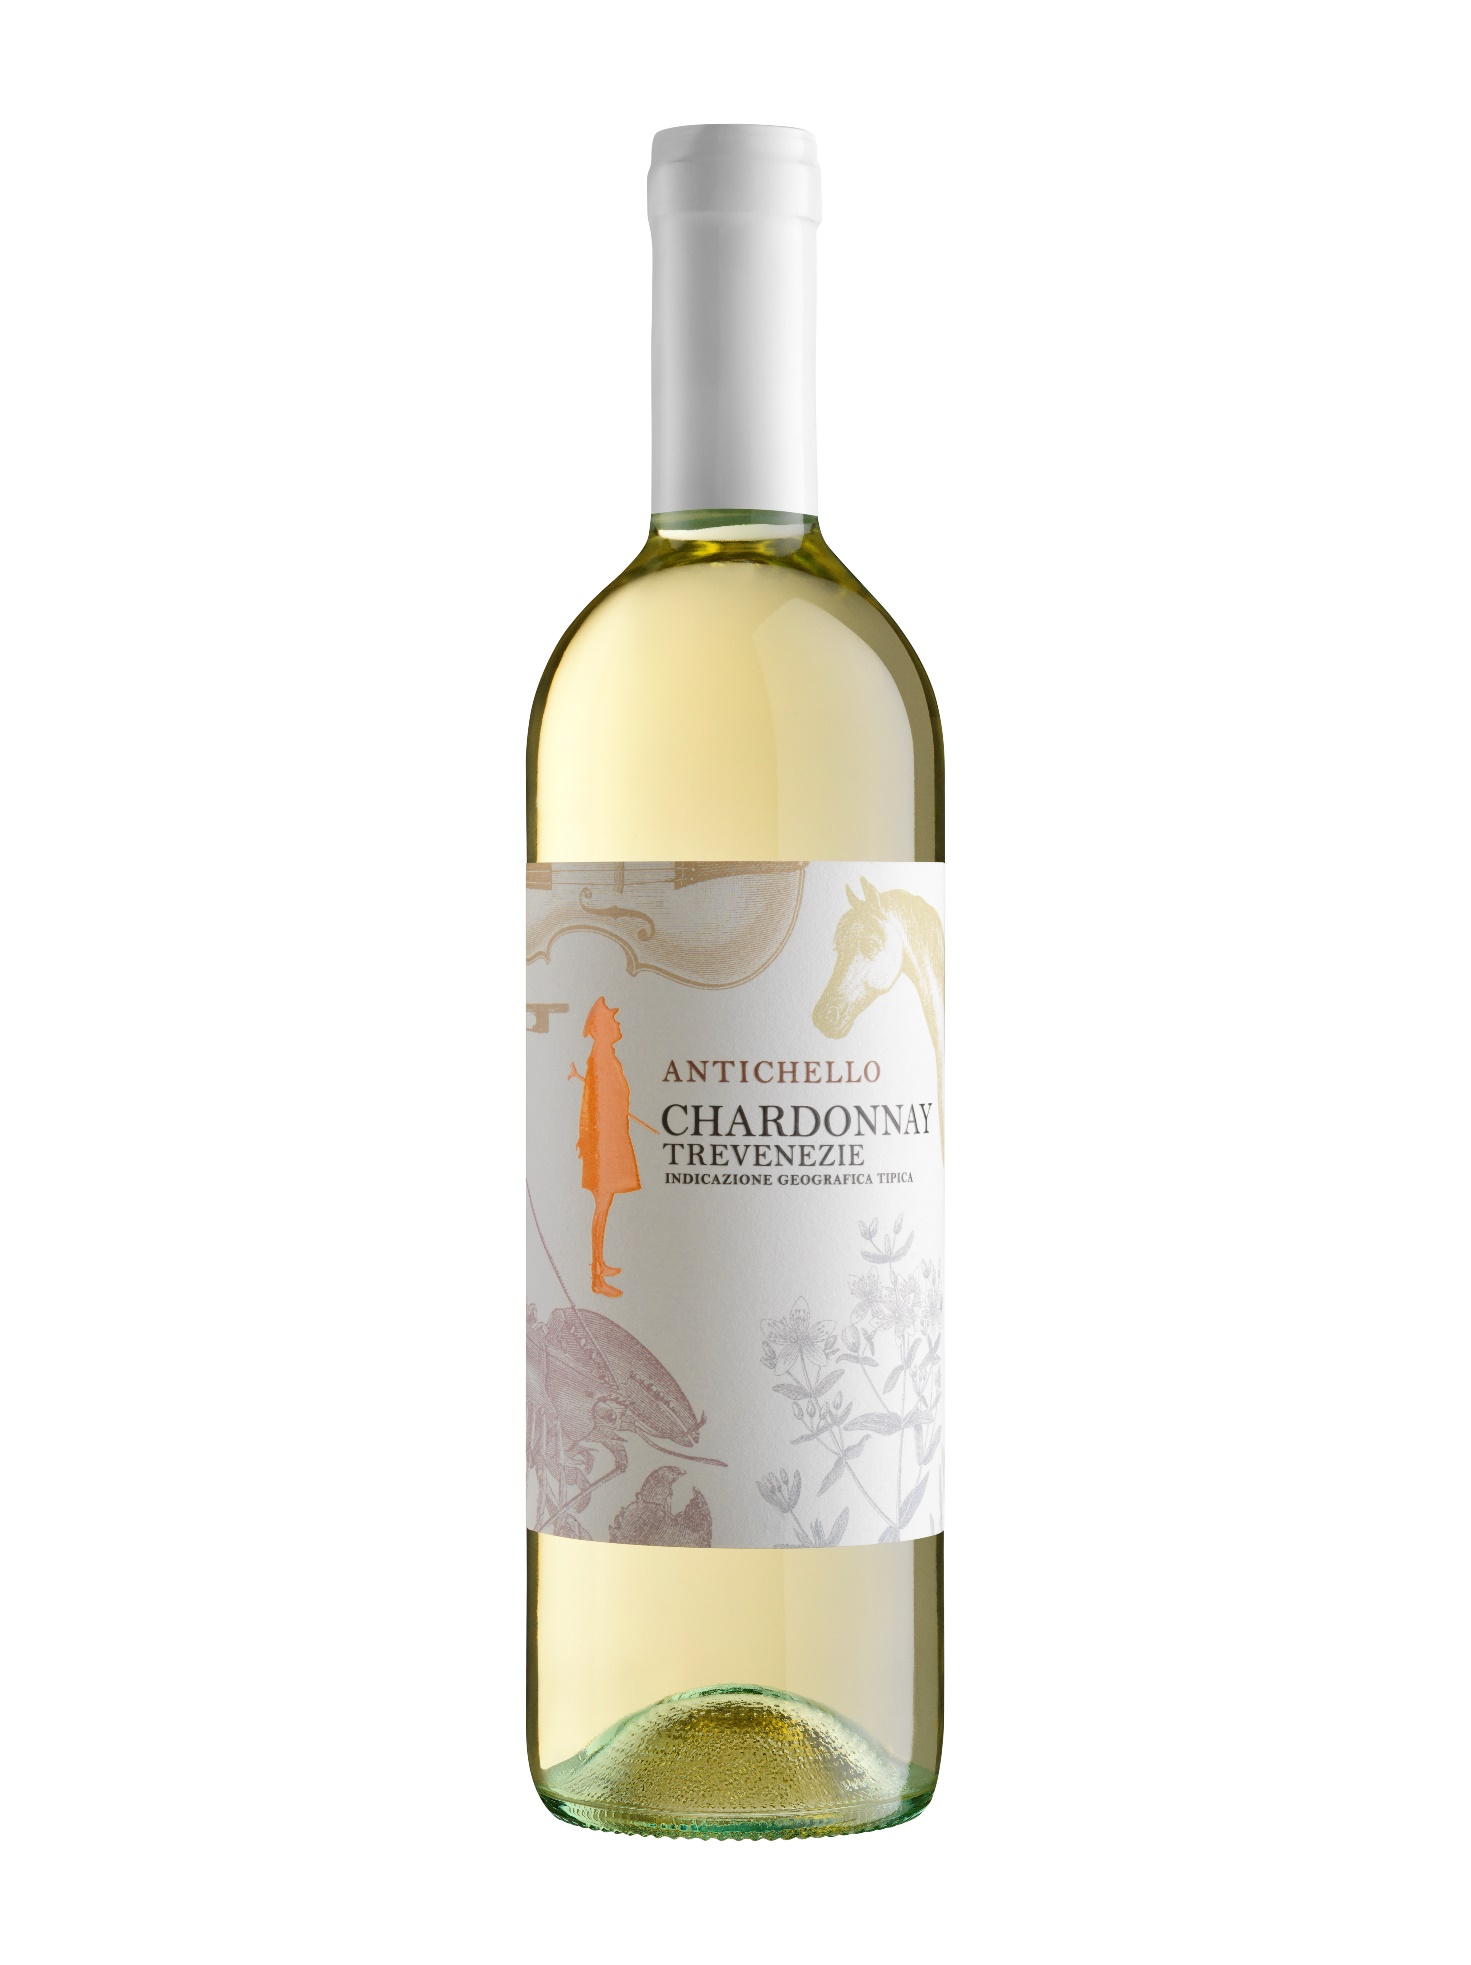 ANTICHELLO
CHARDONNAY
TREVENEZIE
INDICAZIONE GEOGRAFICA TIPICA